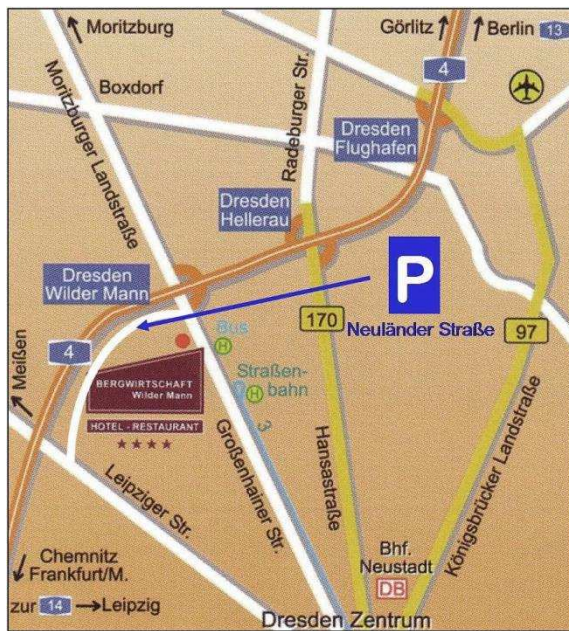 Moritzburg
Görlitz
Berlin 13
4
Boxdorf
Moritzburger Landstraße
Radeburger Str.
Dresden
Flughafen
Dresden
Hellerau
Dresden
Wilder Mann
P
Neuländer Straße
170
97
4
Meißen
Bus
H
Straßen-
bahn
H
3
BERGWIRTSCHAFT
Wilder Mann
HOTEL - RESTAURANT
Großenhainer Str.
Hansastraße
Königsbrücker Landstraße
Leipziger Str.
Bhf.
Neustadt
DB
Chemnitz
Frankfurt/M.
zur 14 Leipzig
Dresden Zentrum